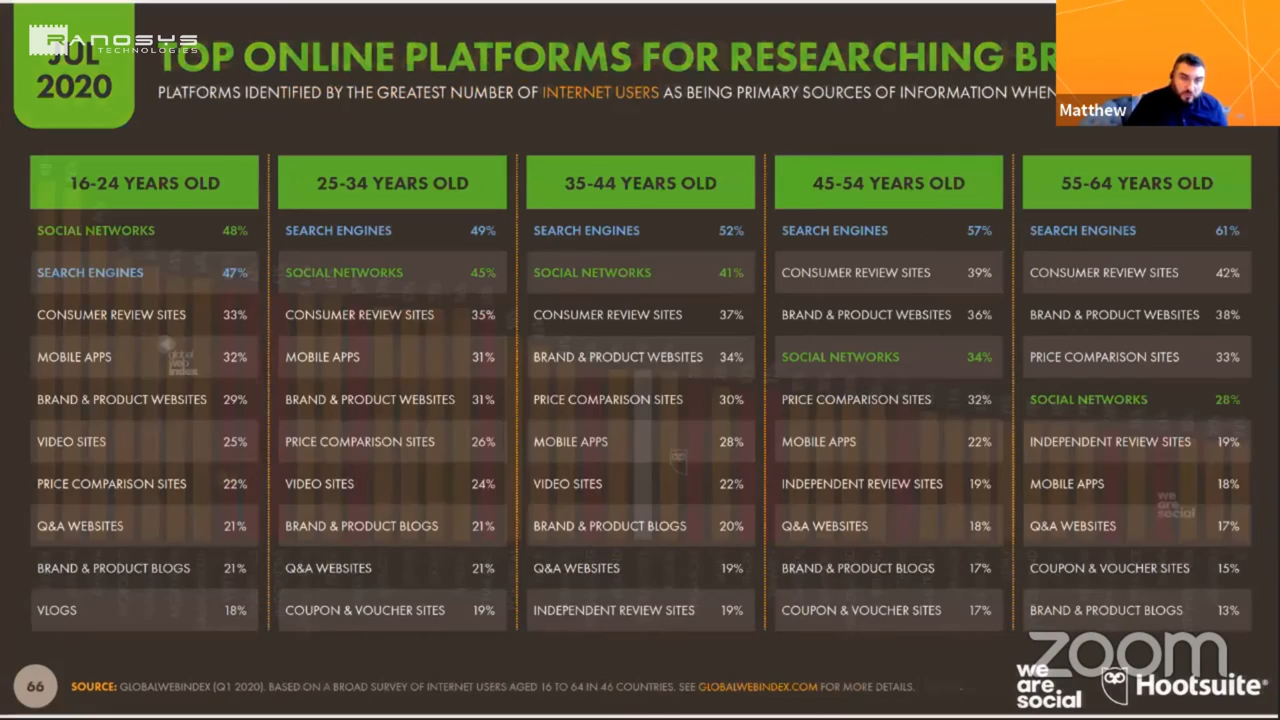 RANOSYS
TECHNOLOGIES
JUL
2020
TOP ONLINE PLATFORMS FOR RESEARCHING BR
PLATFORMS IDENTIFIED BY THE GREATEST NUMBER OF INTERNET USERS AS BEING PRIMARY SOURCES OF INFORMATION WHEN
Matthew
16-24 YEARS OLD
SOCIAL NETWORKS 48%
SEARCH ENGINES 47%
CONSUMER REVIEW SITES 33%
MOBILE APPS 32%
BRAND & PRODUCT WEBSITES 29%
VIDEO SITES 25%
PRICE COMPARISON SITES 22%
Q&A WEBSITES 21%
BRAND & PRODUCT BLOGS 21%
VLOGS 18%
25-34 YEARS OLD
SEARCH ENGINES 49%
SOCIAL NETWORKS 45%
CONSUMER REVIEW SITES 35%
MOBILE APPS 31%
BRAND & PRODUCT WEBSITES 31%
PRICE COMPARISON SITES 26%
VIDEO SITES 24%
BRAND & PRODUCT BLOGS 21%
Q&A WEBSITES 21%
COUPON & VOUCHER SITES 19%
35-44 YEARS OLD
SEARCH ENGINES 52%
SOCIAL NETWORKS 41%
CONSUMER REVIEW SITES 37%
BRAND & PRODUCT WEBSITES 34%
PRICE COMPARISON SITES 30%
MOBILE APPS 28%
VIDEO SITES 22%
BRAND & PRODUCT BLOGS 20%
Q&A WEBSITES 19%
INDEPENDENT REVIEW SITES 19%
45-54 YEARS OLD
SEARCH ENGINES 57%
CONSUMER REVIEW SITES 39%
BRAND & PRODUCT WEBSITES 36%
SOCIAL NETWORKS 34%
PRICE COMPARISON SITES 32%
MOBILE APPS 22%
INDEPENDENT REVIEW SITES 19%
Q&A WEBSITES 18%
BRAND & PRODUCT BLOGS 17%
COUPON & VOUCHER SITES 17%
55-64 YEARS OLD
SEARCH ENGINES 61%
CONSUMER REVIEW SITES 42%
BRAND & PRODUCT WEBSITES 38%
PRICE COMPARISON SITES 33%
SOCIAL NETWORKS 28%
INDEPENDENT REVIEW SITES 19%
MOBILE APPS 18%
Q&A WEBSITES 17%
COUPON & VOUCHER SITES 15%
BRAND & PRODUCT BLOGS 13%
global
web
index
we
are
social
zoom
66
SOURCE: GLOBALWEBINDEX (Q1 2020). BASED ON A BROAD SURVEY OF INTERNET USERS AGED 16 TO 64 IN 46 COUNTRIES. SEE GLOBALWEBINDEX.COM FOR MORE DETAILS.
we
are
social
Hootsuite